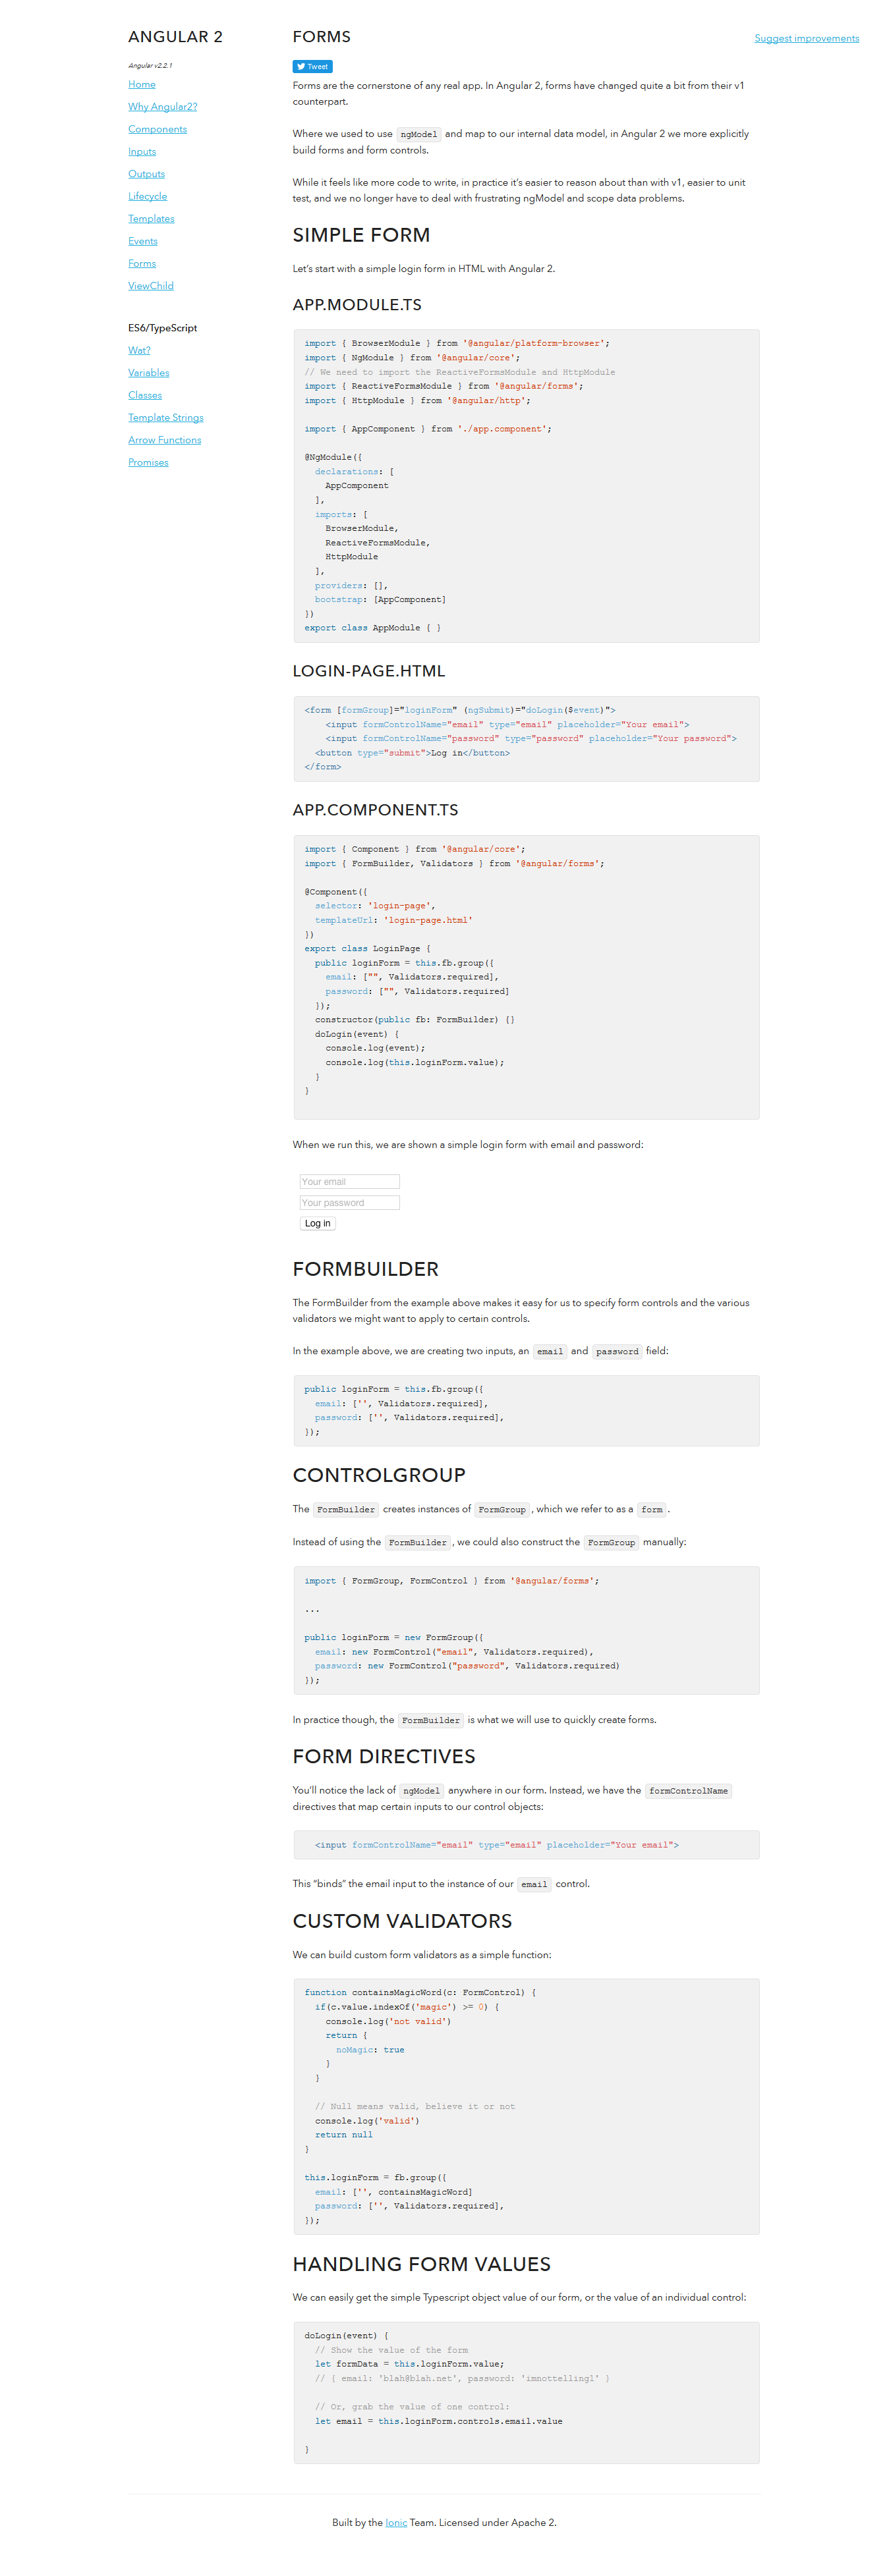 ANGULAR 2
Angular v2.2.1
Home
Why Angular2?
Components
Inputs
Outputs
Lifecycle
Templates
Events
Forms
ViewChild
ES6/TypeScript
Wat?
Variables
Classes
Template Strings
Arrow Functions
Promises
FORMS
Suggest improvements
Tweet
Forms are the cornerstone of any real app. In Angular 2, forms have changed quite a bit from their v1
counterpart.
Where we used to use ngModel and map to our internal data model, in Angular 2 we more explicitly
build forms and form controls.
While it feels like more code to write, in practice it's easier to reason about than with v1, easier to unit
test, and we no longer have to deal with frustrating ngModel and scope data problems.
SIMPLE FORM
Let's start with a simple login form in HTML with Angular 2.
APP.MODULE.TS
import { BrowserModule } from '@angular/platform-browser';
import { NgModule } from '@angular/core';
// We need to import the ReactiveFormsModule and HttpModule
import { ReactiveFormsModule } from '@angular/forms';
import { HttpModule } from '@angular/http';
import { AppComponent } from './app.component';
@NgModule({
  declarations: [
    AppComponent
  ],
  imports: [
    BrowserModule,
    ReactiveFormsModule,
    HttpModule
  ],
  providers: [],
  bootstrap: [AppComponent]
})
export class AppModule { }
LOGIN-PAGE.HTML
<form [formGroup]="loginForm" (ngSubmit)="doLogin($event)">
    <input formControlName="email" type="email" placeholder="Your email">
    <input formControlName="password" type="password" placeholder="Your password">
  <button type="submit">Log in</button>
</form>
APP.COMPONENT.TS
import { Component } from '@angular/core';
import { FormBuilder, Validators } from '@angular/forms';
@Component({
  selector: 'login-page',
  templateUrl: 'login-page.html'
})
export class LoginPage {
  public loginForm = this.fb.group({
    email: ["", Validators.required],
    password: ["", Validators.required]
  });
  constructor(public fb: FormBuilder) {}
  doLogin(event) {
    console.log(event);
    console.log(this.loginForm.value);
  }
}
When we run this, we are shown a simple login form with email and password:
Your email
Your password
Log in
FORMBUILDER
The FormBuilder from the example above makes it easy for us to specify form controls and the various
validators we might want to apply to certain controls.
In the example above, we are creating two inputs, an email and password field:
public loginForm = this.fb.group({
  email: ['', Validators.required],
  password: ['', Validators.required],
});
CONTROLGROUP
The FormBuilder creates instances of FormGroup, which we refer to as a form.
Instead of using the FormBuilder, we could also construct the FormGroup manually:
import { FormGroup, FormControl } from '@angular/forms';
...
public loginForm = new FormGroup({
  email: new FormControl("email", Validators.required),
  password: new FormControl("password", Validators.required)
});
In practice though, the FormBuilder is what we will use to quickly create forms.
FORM DIRECTIVES
You'll notice the lack of ngModel anywhere in our form. Instead, we have the formControlName
directives that map certain inputs to our control objects:
<input formControlName="email" type="email" placeholder="Your email">
This “binds” the email input to the instance of our email control.
CUSTOM VALIDATORS
We can build custom form validators as a simple function:
function containsMagicWord(c: FormControl) {
  if(c.value.indexOf('magic') >= 0) {
    console.log('not valid')
    return {
      noMagic: true
    }
  }
  // Null means valid, believe it or not
  console.log('valid')
  return null
}
this.loginForm = fb.group({
  email: ['', containsMagicWord]
  password: ['', Validators.required],
});
HANDLING FORM VALUES
We can easily get the simple Typescript object value of our form, or the value of an individual control:
doLogin(event) {
  // Show the value of the form
  let formData = this.loginForm.value;
  // { email: 'blah@blah.net', password: 'imnottelling1' }
  // Or, grab the value of one control:
  let email = this.loginForm.controls.email.value
}
Built by the Ionic Team. Licensed under Apache 2.